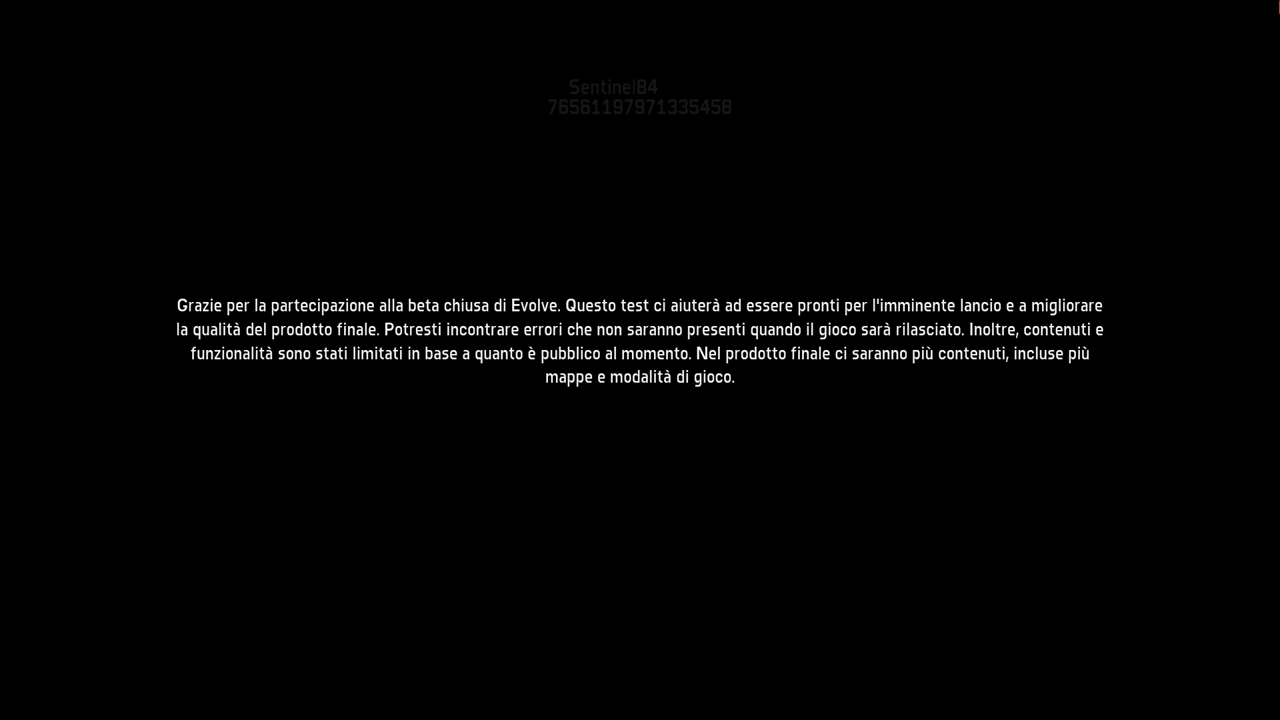 Sentinel84
76561197971335458
Grazie per la partecipazione alla beta chiusa di Evolve. Questo test ci aiuterà ad essere pronti per l'imminente lancio e a migliorare
la qualità del prodotto finale. Potresti incontrare errori che non saranno presenti quando il gioco sarà rilasciato. Inoltre, contenuti e
funzionalità sono stati limitati in base a quanto è pubblico al momento. Nel prodotto finale ci saranno più contenuti, incluse più
mappe e modalità di gioco.